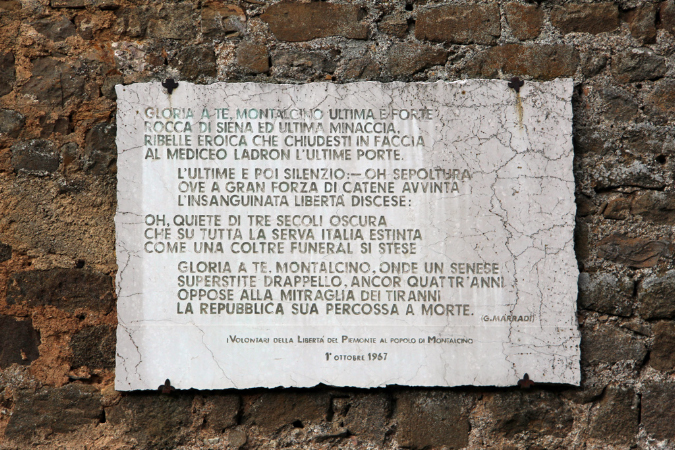 GLORIA A TE, MONTALCINO ULTIMA E FORTE
ROCCA DI SIENA ED ULTIMA MINACCIA,
RIBELLE EROICA CHE CHIUDESTI IN FACCIA
AL MEDICEO LADRON L'ULTIME PORTE.
L'ULTIME E POI SILENZIO:— OH SEPOLTURA
OVE A GRAN FORZA DI CATENE AVVINTA
L'INSANGUINATA LIBERTÀ DISCESE:
OH, QUIETE DI TRE SECOLI OSCURA
CHE SU TUTTA LA SERVA ITALIA ESTINTA
COME UNA COLTRE FUNERAL SI STESE
GLORIA A TE, MONTALCINO, ONDE UN SENESE
SUPERSTITE DRAPPELLO, ANCOR QUATTR'ANNI
OPPOSE ALLA MITRAGLIA DEI TIRANNI
LA REPUBBLICA SUA PERCOSSA A MORTE.
(G. MARRADI)
I VOLONTARI DELLA LIBERTÀ DEL PIEMONTE AL POPOLO DI MONTALCINO
1° OTTOBRE 1967